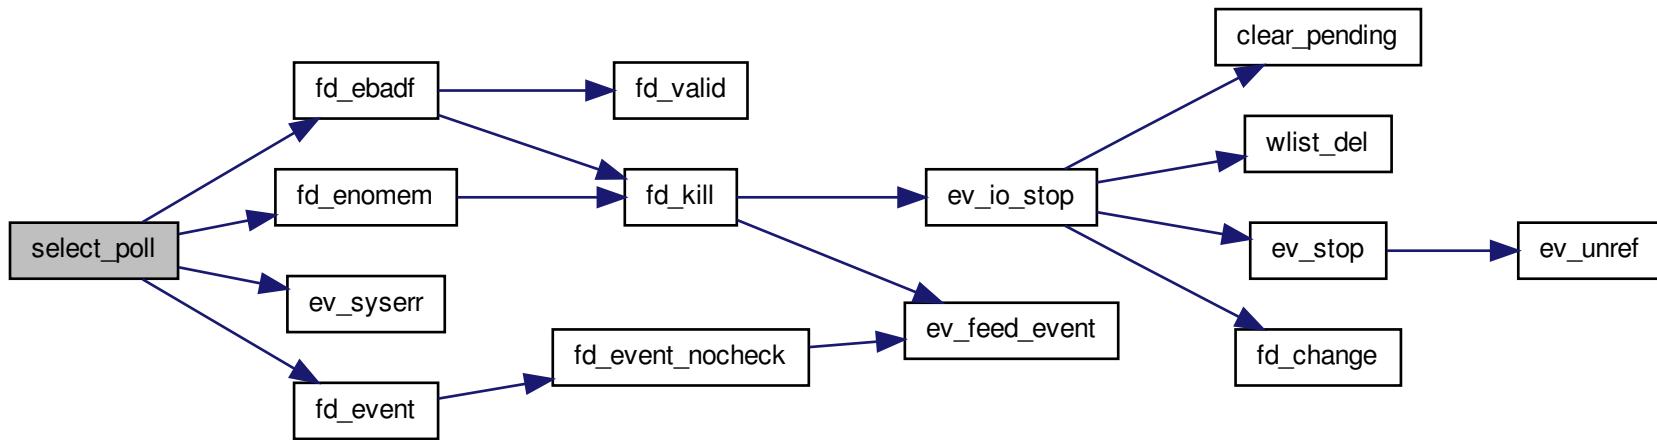 select_poll
fd_ebadf
fd_enomem
ev_syserr
fd_event
fd_valid
fd_kill
fd_event_nocheck
ev_io_stop
ev_feed_event
clear_pending
wlist_del
ev_stop
fd_change
ev_unref